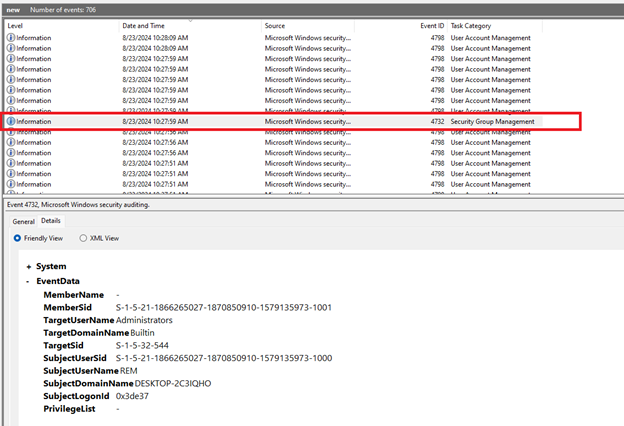 new Number of events: 706
Level Date and Time Source Event ID Task Category
Information 8/23/2024 10:28:09 AM Microsoft Windows security... 4798 User Account Management
Information 8/23/2024 10:28:09 AM Microsoft Windows security... 4798 User Account Management
Information 8/23/2024 10:27:59 AM Microsoft Windows security... 4798 User Account Management
Information 8/23/2024 10:27:59 AM Microsoft Windows security... 4798 User Account Management
Information 8/23/2024 10:27:59 AM Microsoft Windows security... 4798 User Account Management
Information 8/23/2024 10:27:59 AM Microsoft Windows security... 4798 User Account Management
Information 8/23/2024 10:27:59 AM Microsoft Windows security... 4798 User Account Management
Information 8/23/2024 10:27:59 AM Microsoft Windows security... 4798 User Account Management
Information 8/23/2024 10:27:59 AM Microsoft Windows security... 4732 Security Group Management
Information 8/23/2024 10:27:56 AM Microsoft Windows security... 4798 User Account Management
Information 8/23/2024 10:27:56 AM Microsoft Windows security... 4798 User Account Management
Information 8/23/2024 10:27:56 AM Microsoft Windows security... 4798 User Account Management
Information 8/23/2024 10:27:51 AM Microsoft Windows security... 4798 User Account Management
Information 8/23/2024 10:27:51 AM Microsoft Windows security... 4798 User Account Management
Information 8/23/2024 10:27:51 AM Microsoft Windows security... 4798 User Account Management
Information 8/23/2024 10:27:51 AM Microsoft Windows security... 4798 User Account Management
Event 4732, Microsoft Windows security auditing.
General Details
Friendly View XML View
+ System
- EventData
MemberName -
MemberSid S-1-5-21-1866265027-1870850910-1579135973-1001
TargetUserName Administrators
TargetDomainName Builtin
TargetSid S-1-5-32-544
SubjectUserSid S-1-5-21-1866265027-1870850910-1579135973-1000
SubjectUserName REM
SubjectDomainName DESKTOP-2C3IQHO
SubjectLogonId 0x3de37
PrivilegeList -